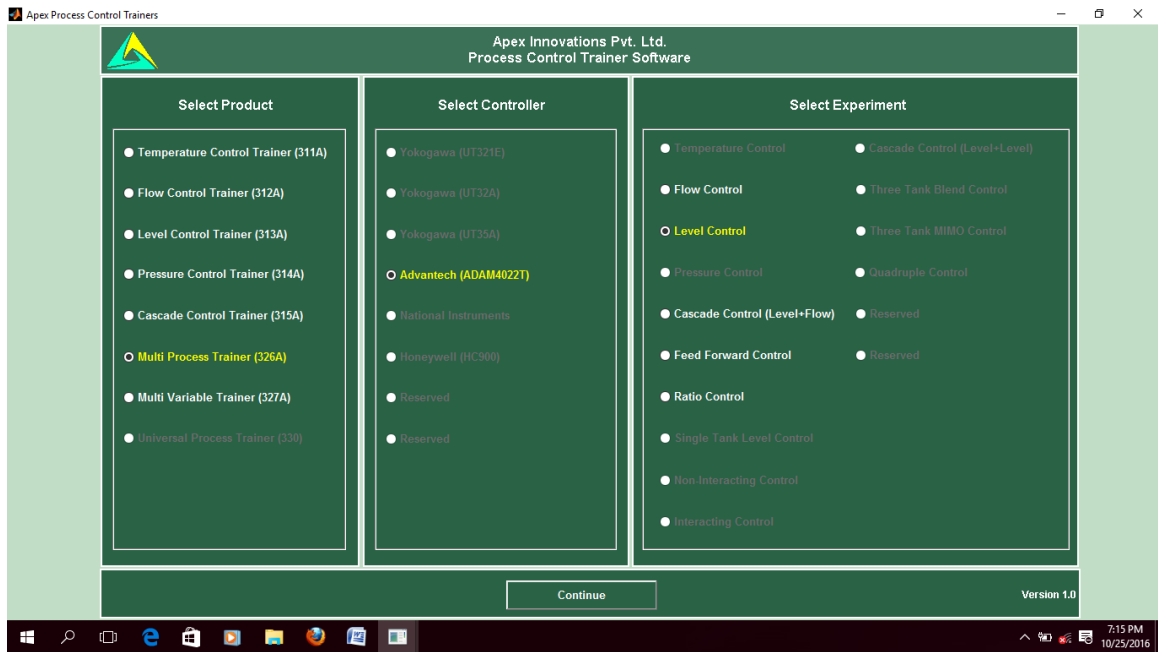 Apex Process Control Trainers
Apex Innovations Pvt. Ltd.
Process Control Trainer Software
Select Product
Temperature Control Trainer (311A)
Flow Control Trainer (312A)
Level Control Trainer (313A)
Pressure Control Trainer (314A)
Cascade Control Trainer (315A)
Multi Process Trainer (326A)
Multi Variable Trainer (327A)
Universal Process Trainer (330)
Select Controller
Yokogawa (UT321E)
Yokogawa (UT32A)
Yokogawa (UT35A)
Advantech (ADAM4022T)
National Instruments
Honeywell (HC900)
Reserved
Reserved
Select Experiment
Temperature Control
Flow Control
Level Control
Pressure Control
Cascade Control (Level+Flow)
Feed Forward Control
Ratio Control
Single Tank Level Control
Non-Interacting Control
Interacting Control
Cascade Control (Level+Level)
Three Tank Blend Control
Three Tank MIMO Control
Quadruple Control
Reserved
Reserved
Continue
Version 1.0
7:15 PM
10/25/2016